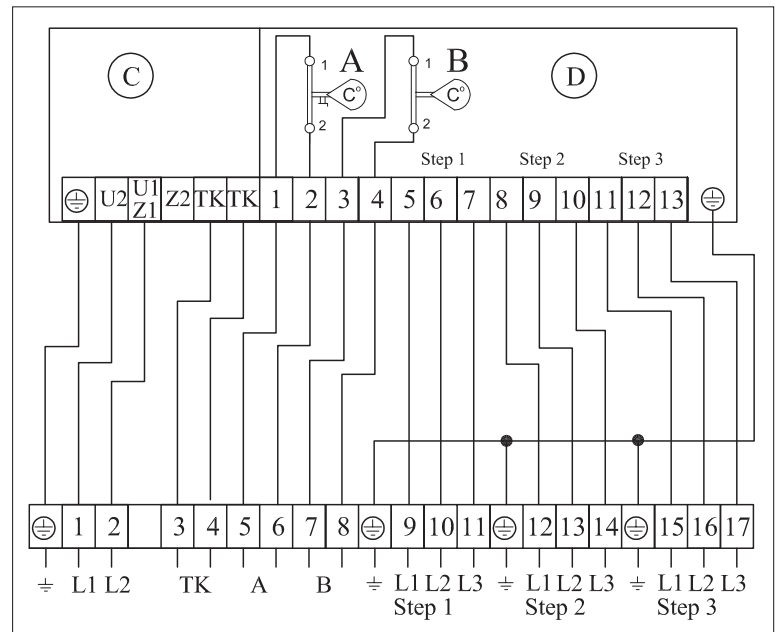 C A B D
1 1
C° C°
2 2
Step 1 Step 2 Step 3
U2 U1 Z1 Z2 TK TK 1 2 3 4 5 6 7 8 9 10 11 12 13
1 2 3 4 5 6 7 8 9 10 11 12 13 14 15 16 17
L1 L2 TK A B L1 L2 L3 L1 L2 L3 L1 L2 L3
Step 1 Step 2 Step 3